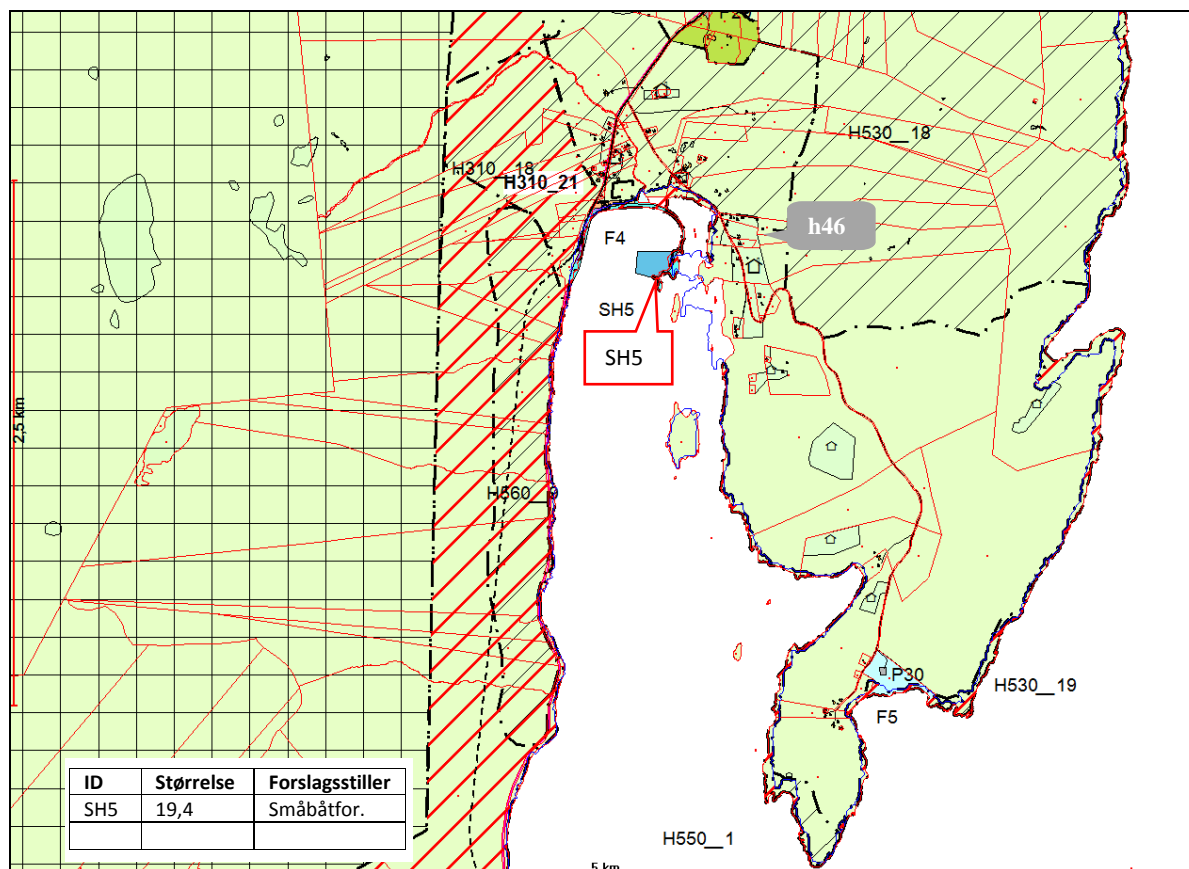 H530__18
H310__18
H310_21
h46
F4
SH5
SH5
2,5 km
H560__9
P30
H530__19
F5
ID Størrelse Forslagsstiller
SH5 19,4 Småbåtfor.
H550__1
5 km